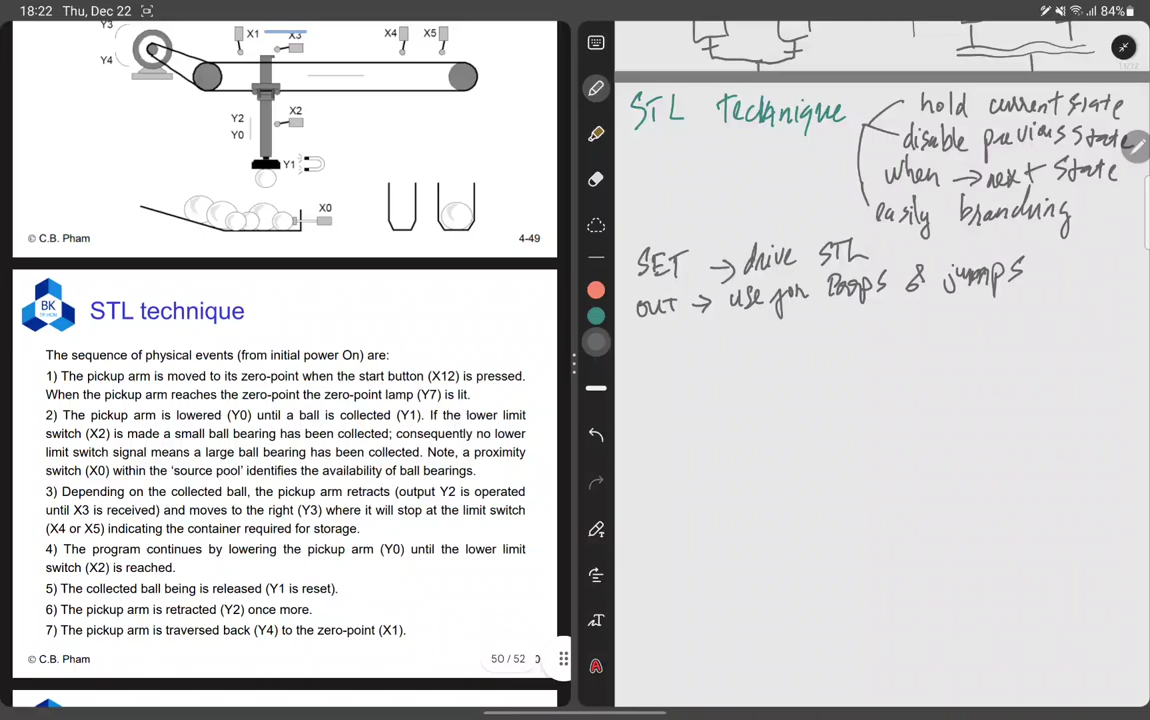 18:22 Thu, Dec 22
84%
Y3
X1
X3
X4
X5
Y4
X2
Y2
Y0
Y1
X0
© C.B. Pham
4-49
BK
TP.HCM
STL technique
The sequence of physical events (from initial power On) are:
1) The pickup arm is moved to its zero-point when the start button (X12) is pressed.
When the pickup arm reaches the zero-point the zero-point lamp (Y7) is lit.
2) The pickup arm is lowered (Y0) until a ball is collected (Y1). If the lower limit
switch (X2) is made a small ball bearing has been collected; consequently no lower
limit switch signal means a large ball bearing has been collected. Note, a proximity
switch (X0) within the ‘source pool’ identifies the availability of ball bearings.
3) Depending on the collected ball, the pickup arm retracts (output Y2 is operated
until X3 is received) and moves to the right (Y3) where it will stop at the limit switch
(X4 or X5) indicating the container required for storage.
4) The program continues by lowering the pickup arm (Y0) until the lower limit
switch (X2) is reached.
5) The collected ball being is released (Y1 is reset).
6) The pickup arm is retracted (Y2) once more.
7) The pickup arm is traversed back (Y4) to the zero-point (X1).
© C.B. Pham
50 / 52
STL technique
hold current state
disable previous state
when → next state
easily branching
SET → drive STL
OUT → use for loops & jumps